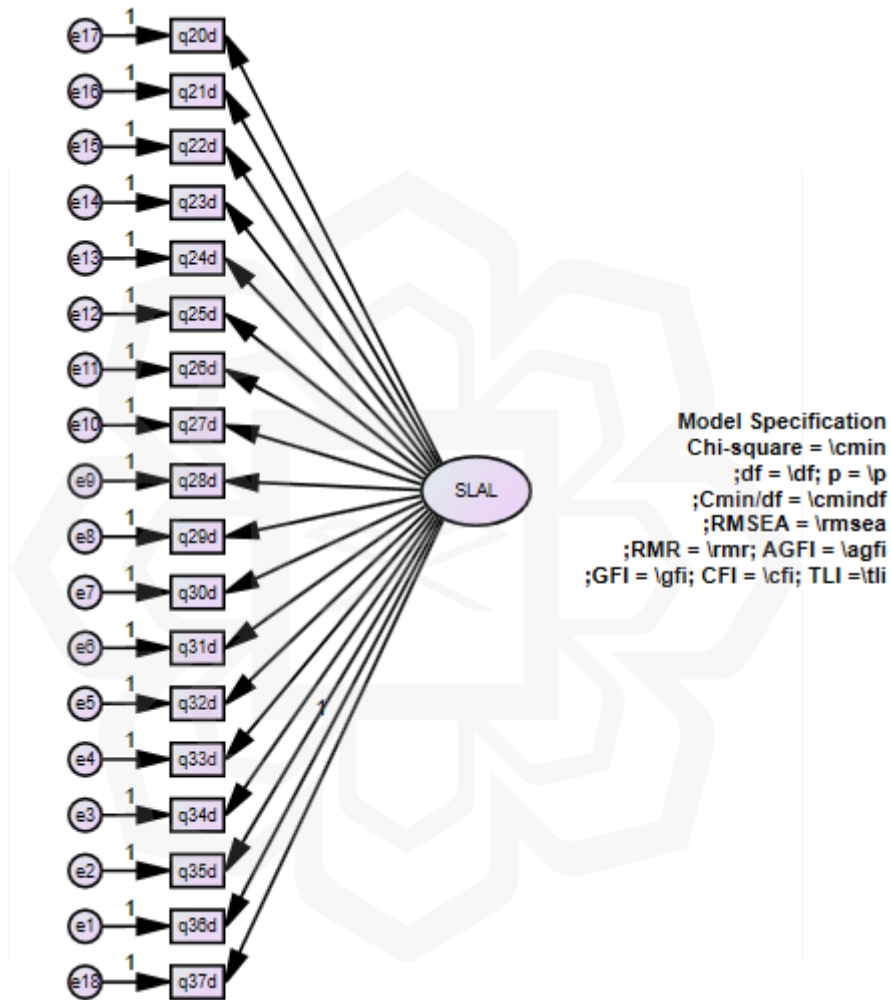 1
e17 q20d
1
e16 q21d
1
e15 q22d
1
e14 q23d
1
e13 q24d
1
e12 q25d
1
e11 q26d
1
e10 q27d
1
e9 q28d
1
e8 q29d
1
e7 q30d
1
e6 q31d
1
e5 q32d
1
e4 q33d
1
e3 q34d
1
e2 q35d
1
e1 q36d
1
e18 q37d
1
SLAL
Model Specification
Chi-square = \cmin
;df = \df; p = \p
;Cmin/df = \cmindf
;RMSEA = \rmsea
;RMR = \rmr; AGFI = \agfi
;GFI = \gfi; CFI = \cfi; TLI =\tli